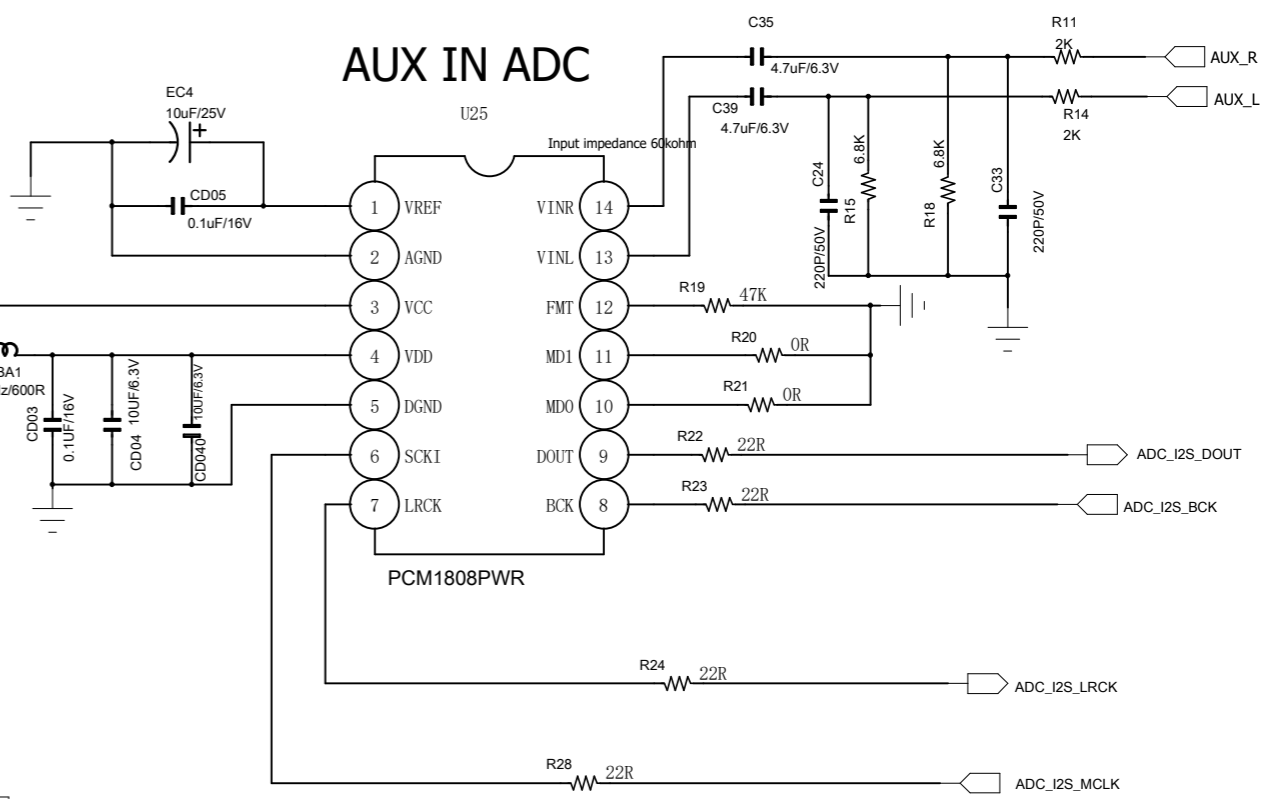 C35
R11
2K
AUX_R
4.7uF/6.3V
AUX IN ADC
EC4
10uF/25V
+
U25
C39
4.7uF/6.3V
AUX_L
R14
2K
Input impedance 60kohm
C24
220P/50V
R15
6.8K
R18
6.8K
C33
220P/50V
CD05
0.1uF/16V
1 VREF
VINR 14
2 AGND
VINL 13
3 VCC
FMT 12
R19 47K
4 VDD
MD1 11
R20 0R
5 DGND
MD0 10
R21 0R
6 SCKI
DOUT 9
R22 22R
ADC_I2S_DOUT
7 LRCK
BCK 8
R23 22R
ADC_I2S_BCK
BA1
z/600R
CD03
0.1UF/16V
CD04 10UF/6.3V
CD040 10UF/6.3V
PCM1808PWR
R24 22R
ADC_I2S_LRCK
R28 22R
ADC_I2S_MCLK